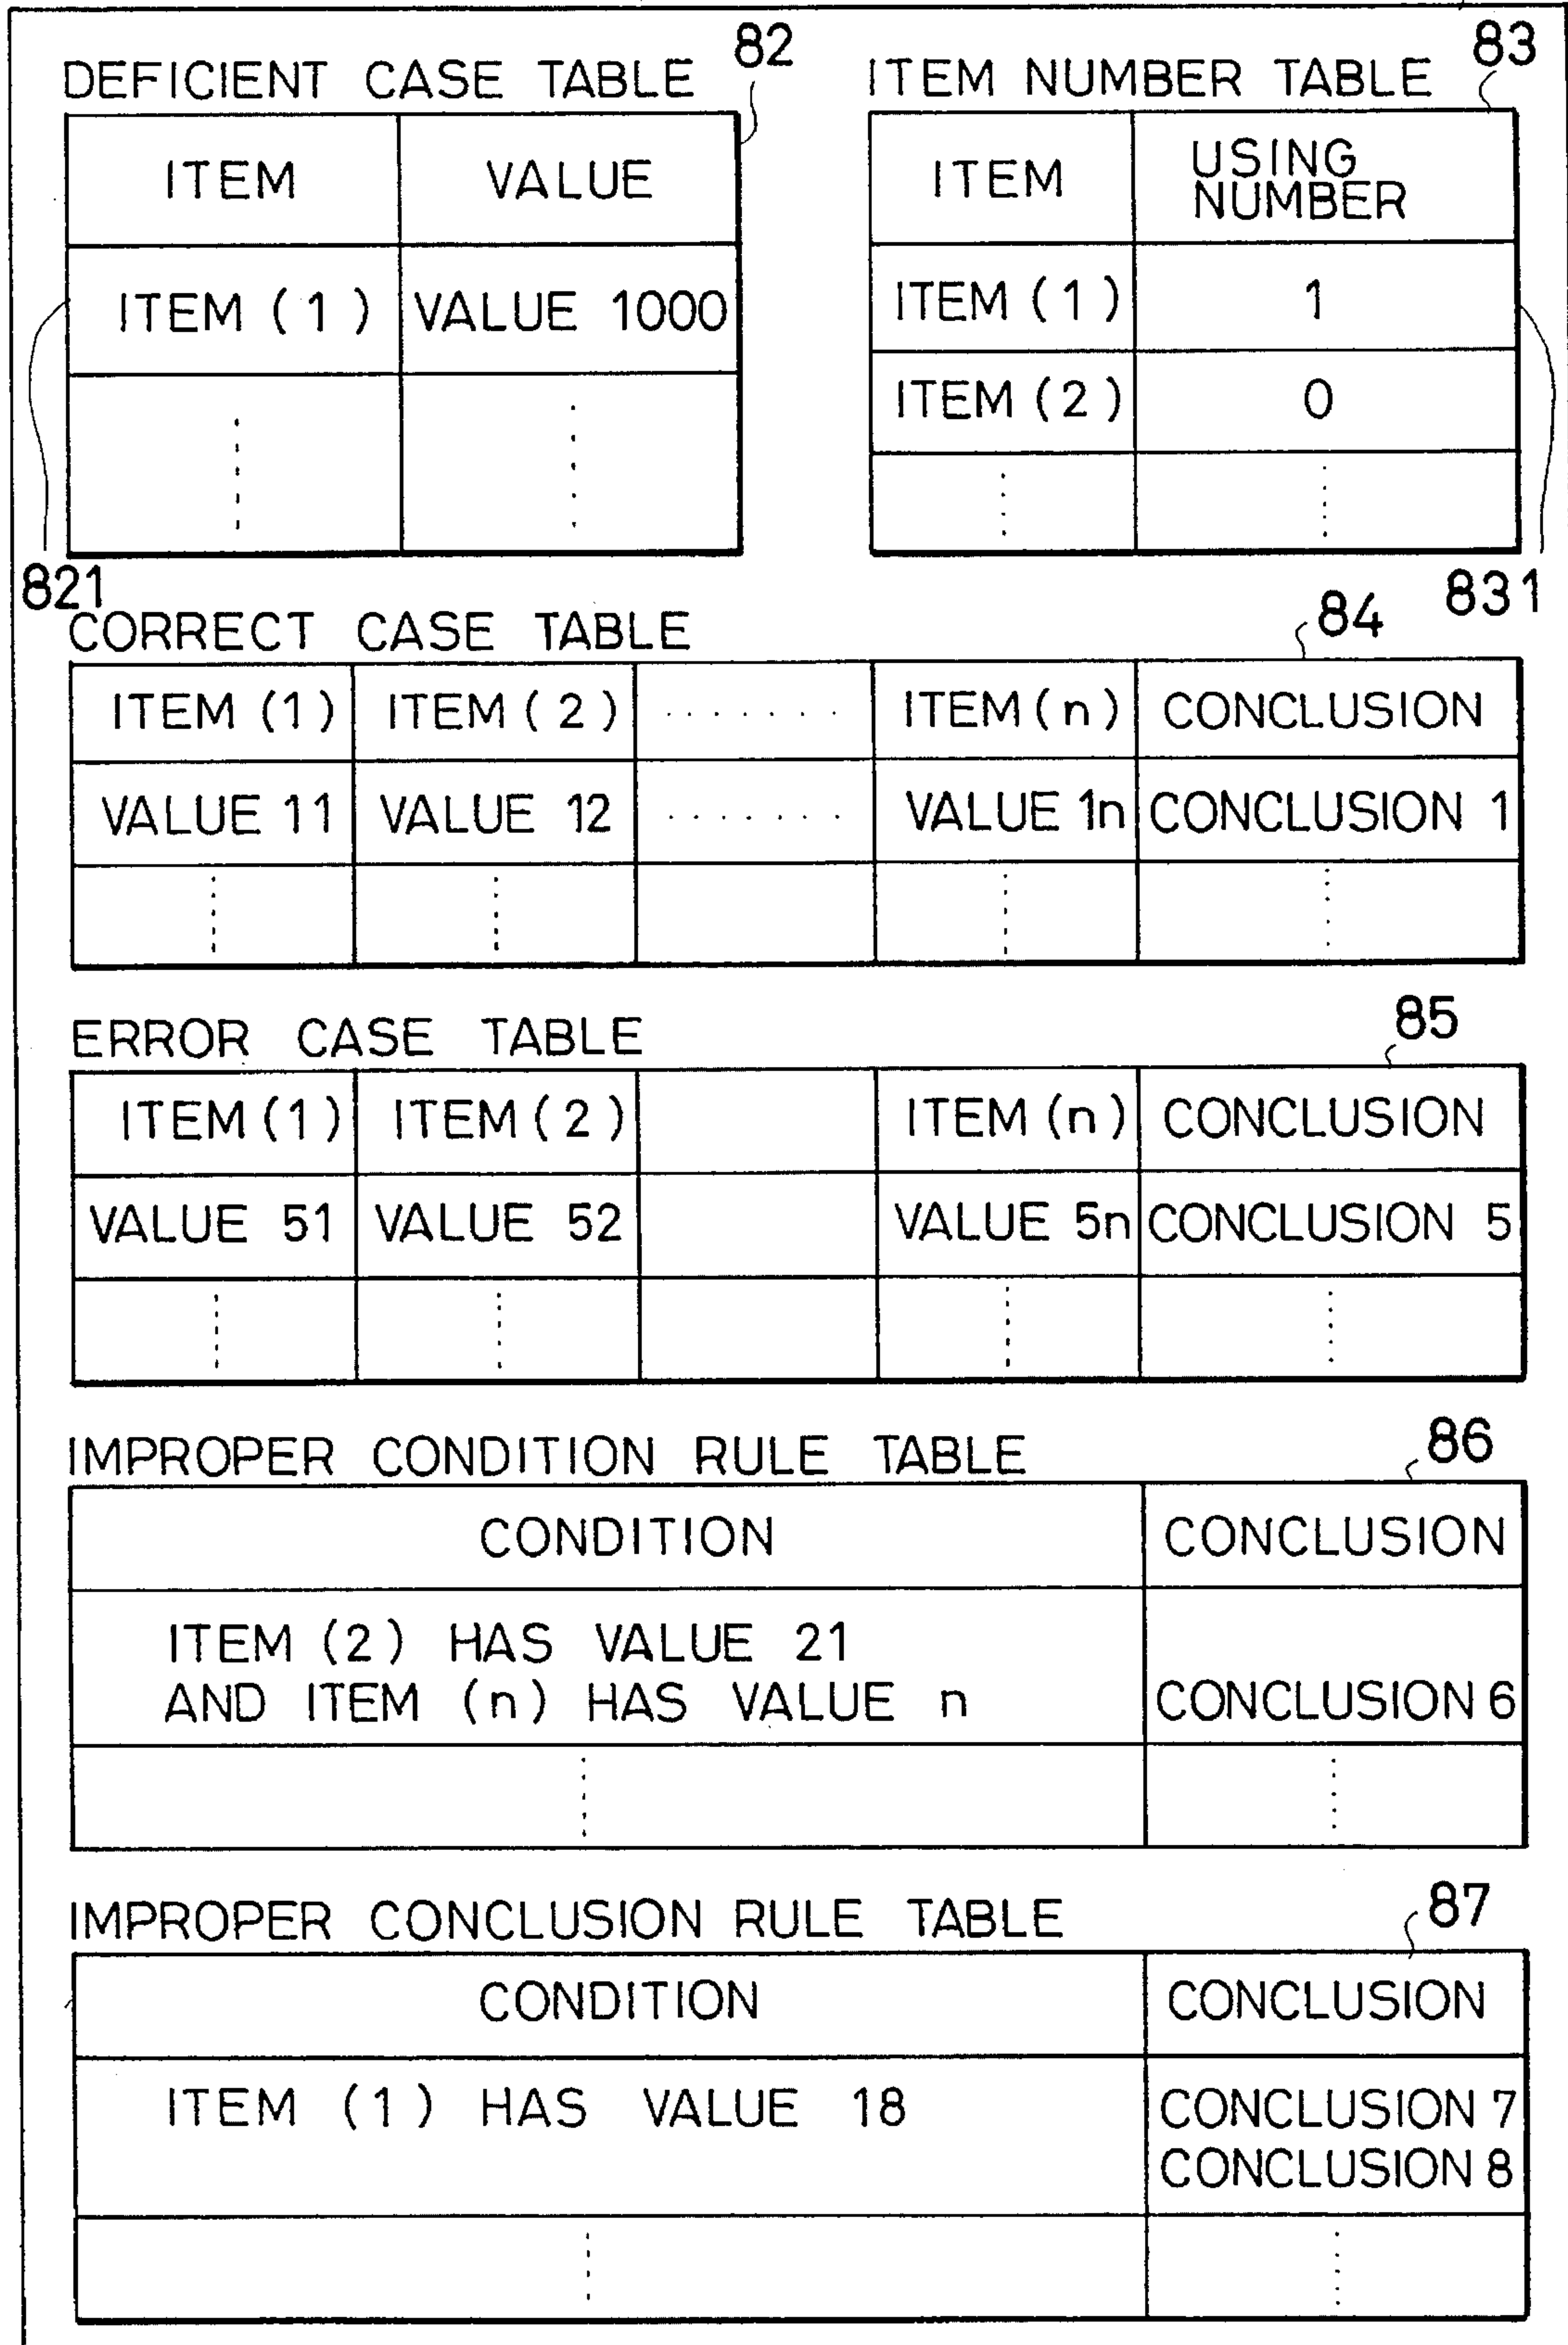 82
83
DEFICIENT CASE TABLE
ITEM NUMBER TABLE
ITEM VALUE
ITEM (1) VALUE 1000
ITEM USING NUMBER
ITEM (1) 1
ITEM (2) 0
821
831
CORRECT CASE TABLE
84
ITEM (1) ITEM (2) ....... ITEM (n) CONCLUSION
VALUE 11 VALUE 12 ....... VALUE 1n CONCLUSION 1
ERROR CASE TABLE
85
ITEM (1) ITEM (2) ITEM (n) CONCLUSION
VALUE 51 VALUE 52 VALUE 5n CONCLUSION 5
IMPROPER CONDITION RULE TABLE
86
CONDITION CONCLUSION
ITEM (2) HAS VALUE 21
AND ITEM (n) HAS VALUE n CONCLUSION 6
IMPROPER CONCLUSION RULE TABLE
87
CONDITION CONCLUSION
ITEM (1) HAS VALUE 18 CONCLUSION 7
CONCLUSION 8